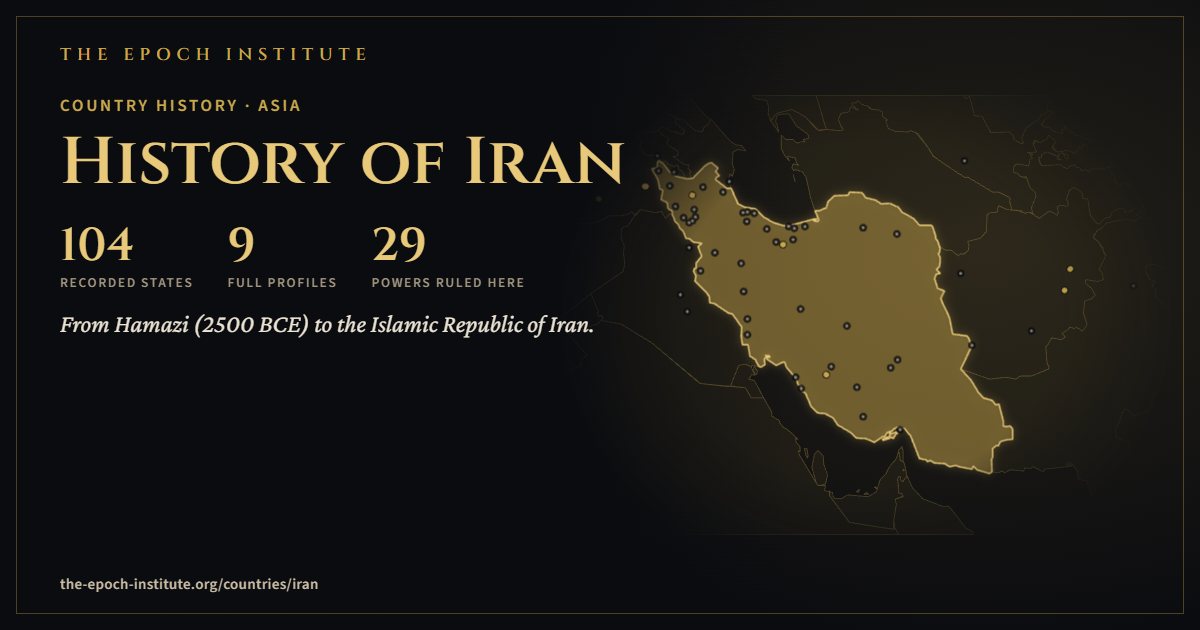 THE EPOCH INSTITUTE
COUNTRY HISTORY · ASIA
History of Iran
104 9 29
RECORDED STATES FULL PROFILES POWERS RULED HERE
From Hamazi (2500 BCE) to the Islamic Republic of Iran.
the-epoch-institute.org/countries/iran